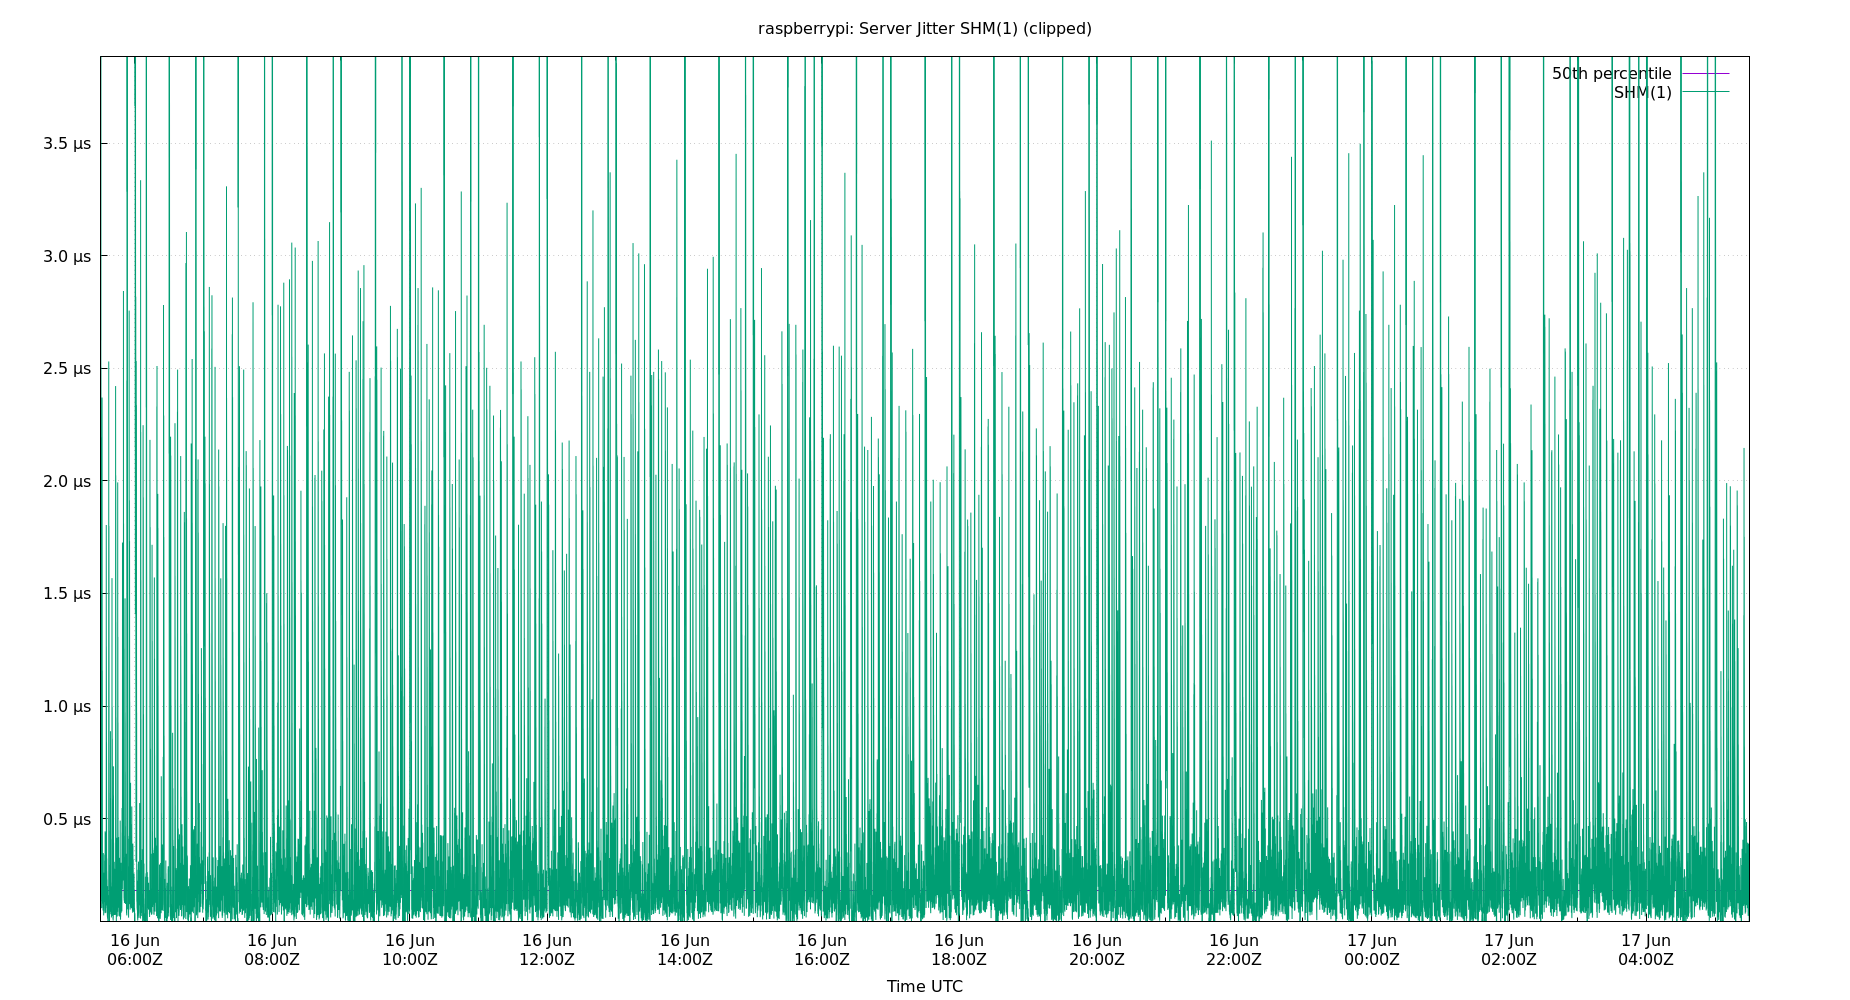 raspberrypi: Server Jitter SHM(1) (clipped)
50th percentile
SHM(1)
3.5 µs
3.0 µs
2.5 µs
2.0 µs
1.5 µs
1.0 µs
0.5 µs
16 Jun 16 Jun 16 Jun 16 Jun 16 Jun 16 Jun 16 Jun 16 Jun 16 Jun 17 Jun 17 Jun 17 Jun
06:00Z 08:00Z 10:00Z 12:00Z 14:00Z 16:00Z 18:00Z 20:00Z 22:00Z 00:00Z 02:00Z 04:00Z
Time UTC